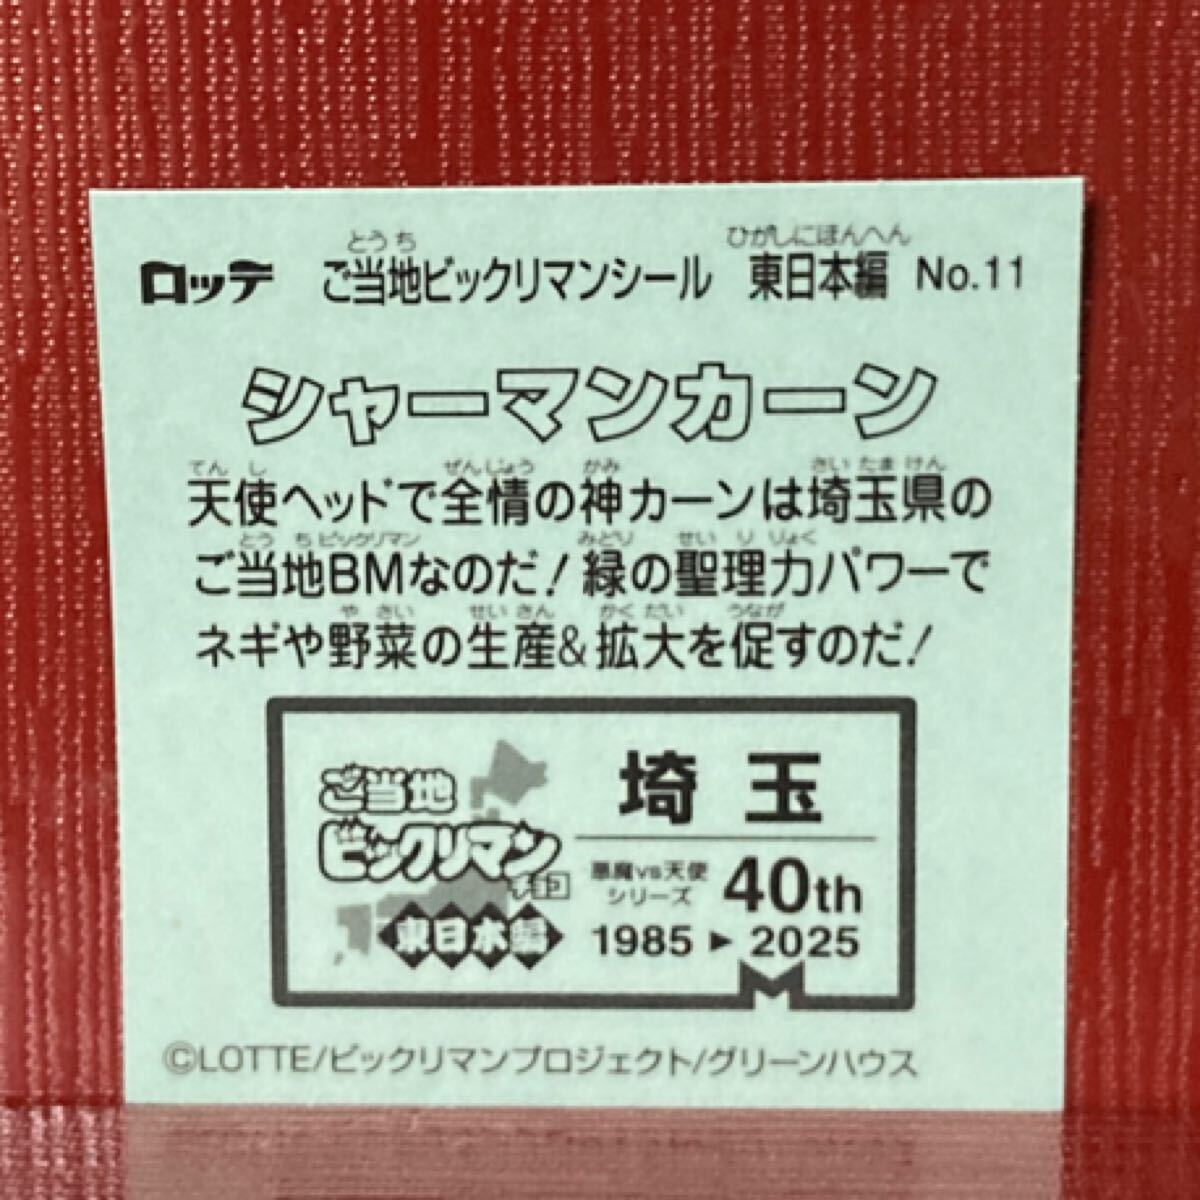 とうち ひがしにほんへん
ロッテ ご当地ビックリマンシール 東日本編 No.11
シャーマンカーン
てんし ぜんじょう かみ さいたまけん
天使ヘッドで全情の神カーンは埼玉県の
とうち ビックリマン みどり せいりりょく
ご当地BMなのだ!緑の聖理力パワーで
やさい せいさん かくだい うなが
ネギや野菜の生産&拡大を促すのだ!
ご当地
ビックリマン
チョコ
東日本編
埼玉
悪魔vs天使
シリーズ 40th
1985 ▶ 2025
©LOTTE/ビックリマンプロジェクト/グリーンハウス